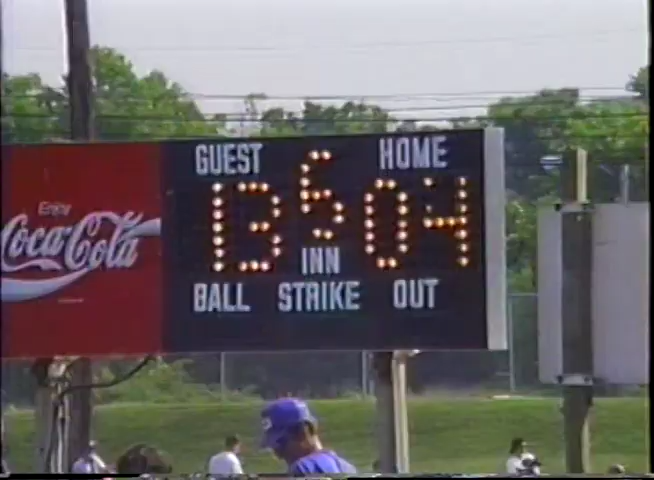 GUEST HOME
13 6 04
INN
BALL STRIKE OUT
Enjoy
Coca-Cola